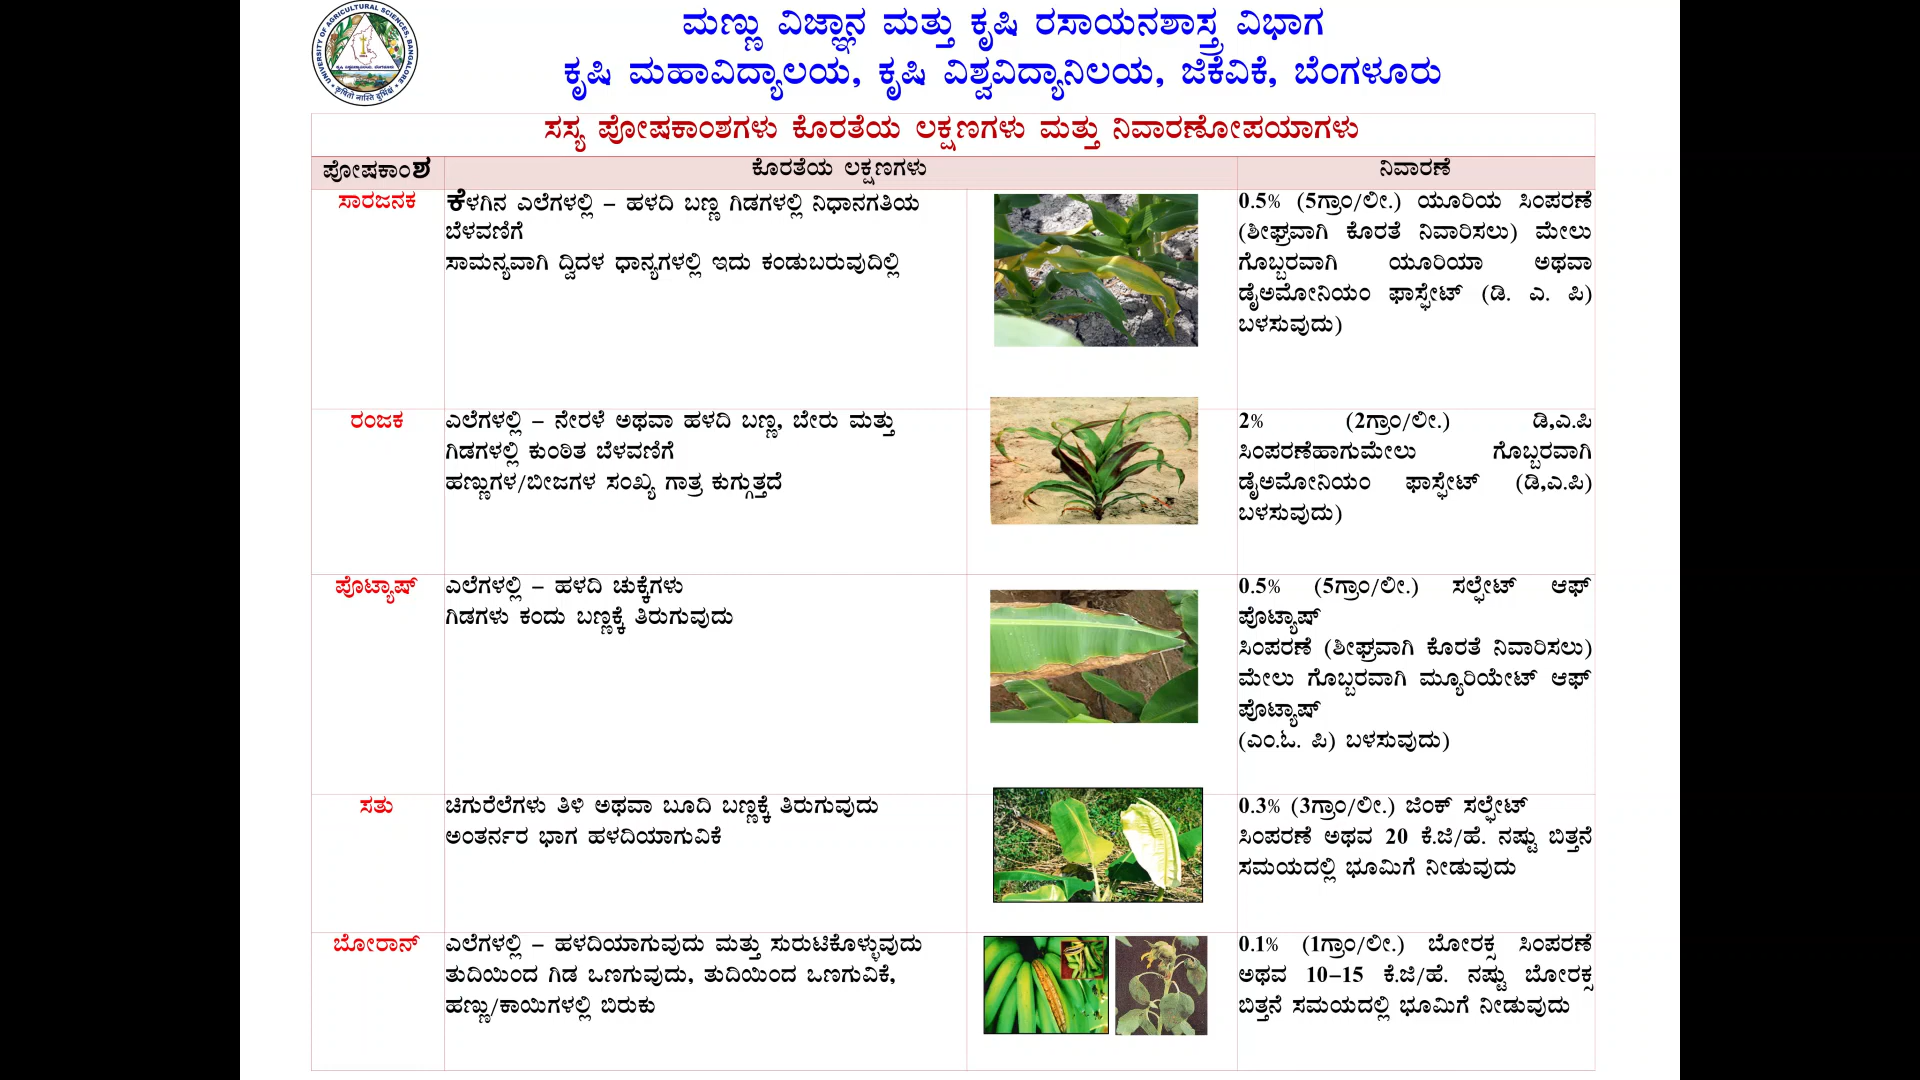 ಮಣ್ಣು ವಿಜ್ಞಾನ ಮತ್ತು ಕೃಷಿ ರಸಾಯನಶಾಸ್ತ್ರ ವಿಭಾಗ
ಕೃಷಿ ಮಹಾವಿದ್ಯಾಲಯ, ಕೃಷಿ ವಿಶ್ವವಿದ್ಯಾನಿಲಯ, ಜಿಕೆವಿಕೆ, ಬೆಂಗಳೂರು
UNIVERSITY OF AGRICULTURAL SCIENCES, BANGALORE
ಸಸ್ಯ ಪೋಷಕಾಂಶಗಳು ಕೊರತೆಯ ಲಕ್ಷಣಗಳು ಮತ್ತು ನಿವಾರಣೋಪಯಾಗಳು
ಪೋಷಕಾಂಶ
ಕೊರತೆಯ ಲಕ್ಷಣಗಳು
ನಿವಾರಣೆ
ಸಾರಜನಕ
ಕೆಳಗಿನ ಎಲೆಗಳಲ್ಲಿ – ಹಳದಿ ಬಣ್ಣ ಗಿಡಗಳಲ್ಲಿ ನಿಧಾನಗತಿಯ
ಬೆಳವಣಿಗೆ
ಸಾಮನ್ಯವಾಗಿ ದ್ವಿದಳ ಧಾನ್ಯಗಳಲ್ಲಿ ಇದು ಕಂಡುಬರುವುದಿಲ್ಲಿ
0.5% (5ಗ್ರಾಂ/ಲೀ.) ಯೂರಿಯ ಸಿಂಪರಣೆ
(ಶೀಘ್ರವಾಗಿ ಕೊರತೆ ನಿವಾರಿಸಲು) ಮೇಲು
ಗೊಬ್ಬರವಾಗಿ ಯೂರಿಯಾ ಅಥವಾ
ಡೈಅಮೋನಿಯಂ ಫಾಸ್ಫೇಟ್ (ಡಿ. ಎ. ಪಿ)
ಬಳಸುವುದು)
ರಂಜಕ
ಎಲೆಗಳಲ್ಲಿ – ನೇರಳೆ ಅಥವಾ ಹಳದಿ ಬಣ್ಣ, ಬೇರು ಮತ್ತು
ಗಿಡಗಳಲ್ಲಿ ಕುಂಠಿತ ಬೆಳವಣಿಗೆ
ಹಣ್ಣುಗಳ/ಬೀಜಗಳ ಸಂಖ್ಯೆ ಗಾತ್ರ ಕುಗ್ಗುತ್ತದೆ
2% (2ಗ್ರಾಂ/ಲೀ.) ಡಿ,ಎ.ಪಿ
ಸಿಂಪರಣೆಹಾಗುಮೇಲು ಗೊಬ್ಬರವಾಗಿ
ಡೈಅಮೋನಿಯಂ ಫಾಸ್ಫೇಟ್ (ಡಿ,ಎ.ಪಿ)
ಬಳಸುವುದು)
ಪೊಟ್ಯಾಷ್
ಎಲೆಗಳಲ್ಲಿ – ಹಳದಿ ಚುಕ್ಕೆಗಳು
ಗಿಡಗಳು ಕಂದು ಬಣ್ಣಕ್ಕೆ ತಿರುಗುವುದು
0.5% (5ಗ್ರಾಂ/ಲೀ.) ಸಲ್ಫೇಟ್ ಆಫ್
ಪೊಟ್ಯಾಷ್
ಸಿಂಪರಣೆ (ಶೀಘ್ರವಾಗಿ ಕೊರತೆ ನಿವಾರಿಸಲು)
ಮೇಲು ಗೊಬ್ಬರವಾಗಿ ಮ್ಯೂರಿಯೇಟ್ ಆಫ್
ಪೊಟ್ಯಾಷ್
(ಎಂ.ಓ. ಪಿ) ಬಳಸುವುದು)
ಸತು
ಚಿಗುರೆಲೆಗಳು ತಿಳಿ ಅಥವಾ ಬೂದಿ ಬಣ್ಣಕ್ಕೆ ತಿರುಗುವುದು
ಅಂತರ್ನರ ಭಾಗ ಹಳದಿಯಾಗುವಿಕೆ
0.3% (3ಗ್ರಾಂ/ಲೀ.) ಜಿಂಕ್ ಸಲ್ಫೇಟ್
ಸಿಂಪರಣೆ ಅಥವ 20 ಕೆ.ಜಿ/ಹೆ. ನಷ್ಟು ಬಿತ್ತನೆ
ಸಮಯದಲ್ಲಿ ಭೂಮಿಗೆ ನೀಡುವುದು
ಬೋರಾನ್
ಎಲೆಗಳಲ್ಲಿ – ಹಳದಿಯಾಗುವುದು ಮತ್ತು ಸುರುಟಿಕೊಳ್ಳುವುದು
ತುದಿಯಿಂದ ಗಿಡ ಒಣಗುವುದು, ತುದಿಯಿಂದ ಒಣಗುವಿಕೆ,
ಹಣ್ಣು/ಕಾಯಿಗಳಲ್ಲಿ ಬಿರುಕು
0.1% (1ಗ್ರಾಂ/ಲೀ.) ಬೋರಕ್ಸ ಸಿಂಪರಣೆ
ಅಥವ 10–15 ಕೆ.ಜಿ/ಹೆ. ನಷ್ಟು ಬೋರಕ್ಸ
ಬಿತ್ತನೆ ಸಮಯದಲ್ಲಿ ಭೂಮಿಗೆ ನೀಡುವುದು